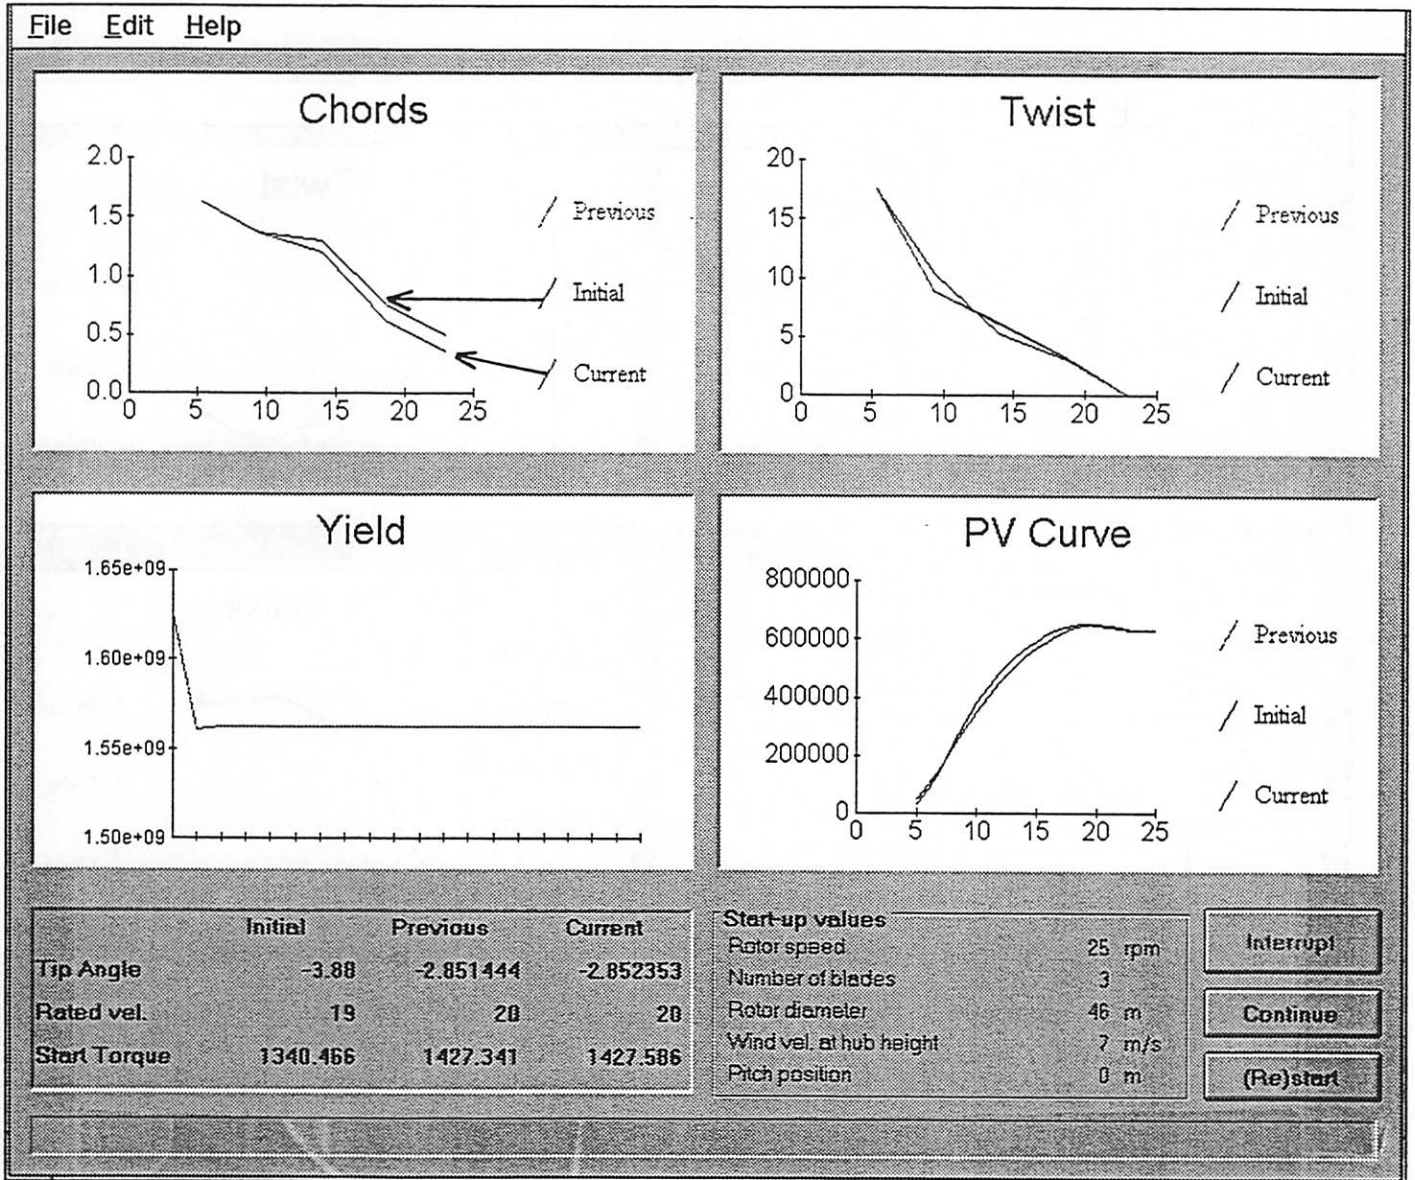 File Edit Help
Chords
2.0
1.5
1.0
0.5
0.0
0 5 10 15 20 25
Previous
Initial
Current
Twist
20
15
10
5
0
0 5 10 15 20 25
Previous
Initial
Current
Yield
1.65e+09
1.60e+09
1.55e+09
1.50e+09
PV Curve
800000
600000
400000
200000
0
0 5 10 15 20 25
Previous
Initial
Current
Initial Previous Current
Tip Angle -3.88 -2.851444 -2.852353
Rated vel. 19 20 20
Start Torque 1340.466 1427.341 1427.586
Start-up values
Rotor speed 25 rpm
Number of blades 3
Rotor diameter 46 m
Wind vel. at hub height 7 m/s
Pitch position 0 m
Interrupt
Continue
(Re)start